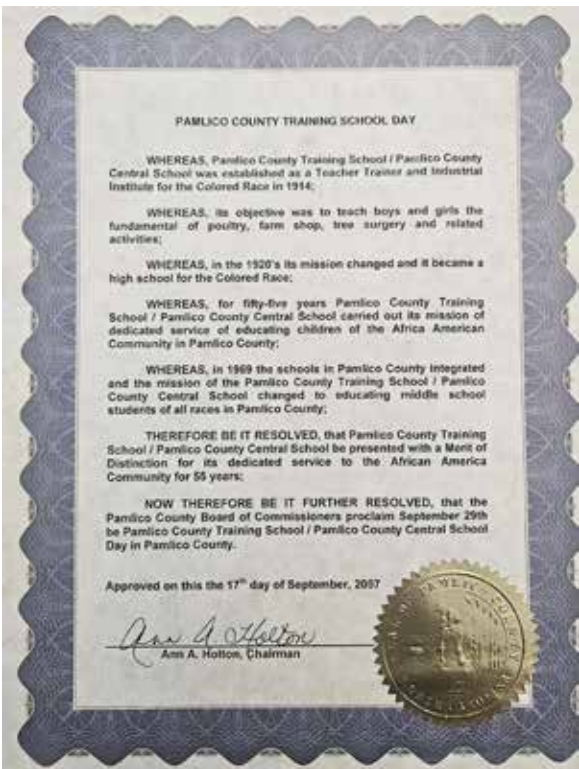 PAMLICO COUNTY TRAINING SCHOOL DAY
WHEREAS, Pamlico County Training School / Pamlico County
Central School was established as a Teacher Trainer and Industrial
Institute for the Colored Race in 1914;
WHEREAS, its objective was to teach boys and girls the
fundamental of poultry, farm shop, tree surgery and related
activities;
WHEREAS, in the 1920's its mission changed and it became a
high school for the Colored Race;
WHEREAS, for fifty-five years Pamlico County Training
School / Pamlico County Central School carried out its mission of
dedicated service of educating children of the Africa American
Community in Pamlico County;
WHEREAS, in 1969 the schools in Pamlico County integrated
and the mission of the Pamlico County Training School / Pamlico
County Central School changed to educating middle school
students of all races in Pamlico County;
THEREFORE BE IT RESOLVED, that Pamlico County Training
School / Pamlico County Central School be presented with a Merit of
Distinction for its dedicated service to the African America
Community for 55 years;
NOW THEREFORE BE IT FURTHER RESOLVED, that the
Pamlico County Board of Commissioners proclaim September 29th
be Pamlico County Training School / Pamlico County Central School
Day in Pamlico County.
Approved on this the 17th day of September, 2007
Ann A Holton
Ann A. Holton, Chairman